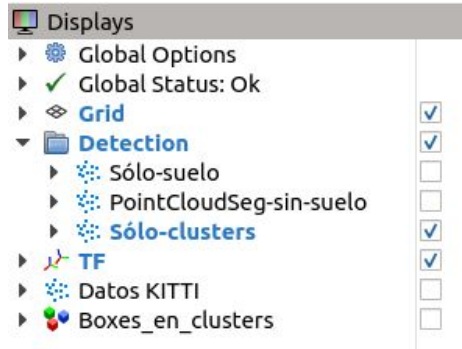 Displays
Global Options
Global Status: Ok
Grid
Detection
Sólo-suelo
PointCloudSeg-sin-suelo
Sólo-clusters
TF
Datos KITTI
Boxes_en_clusters